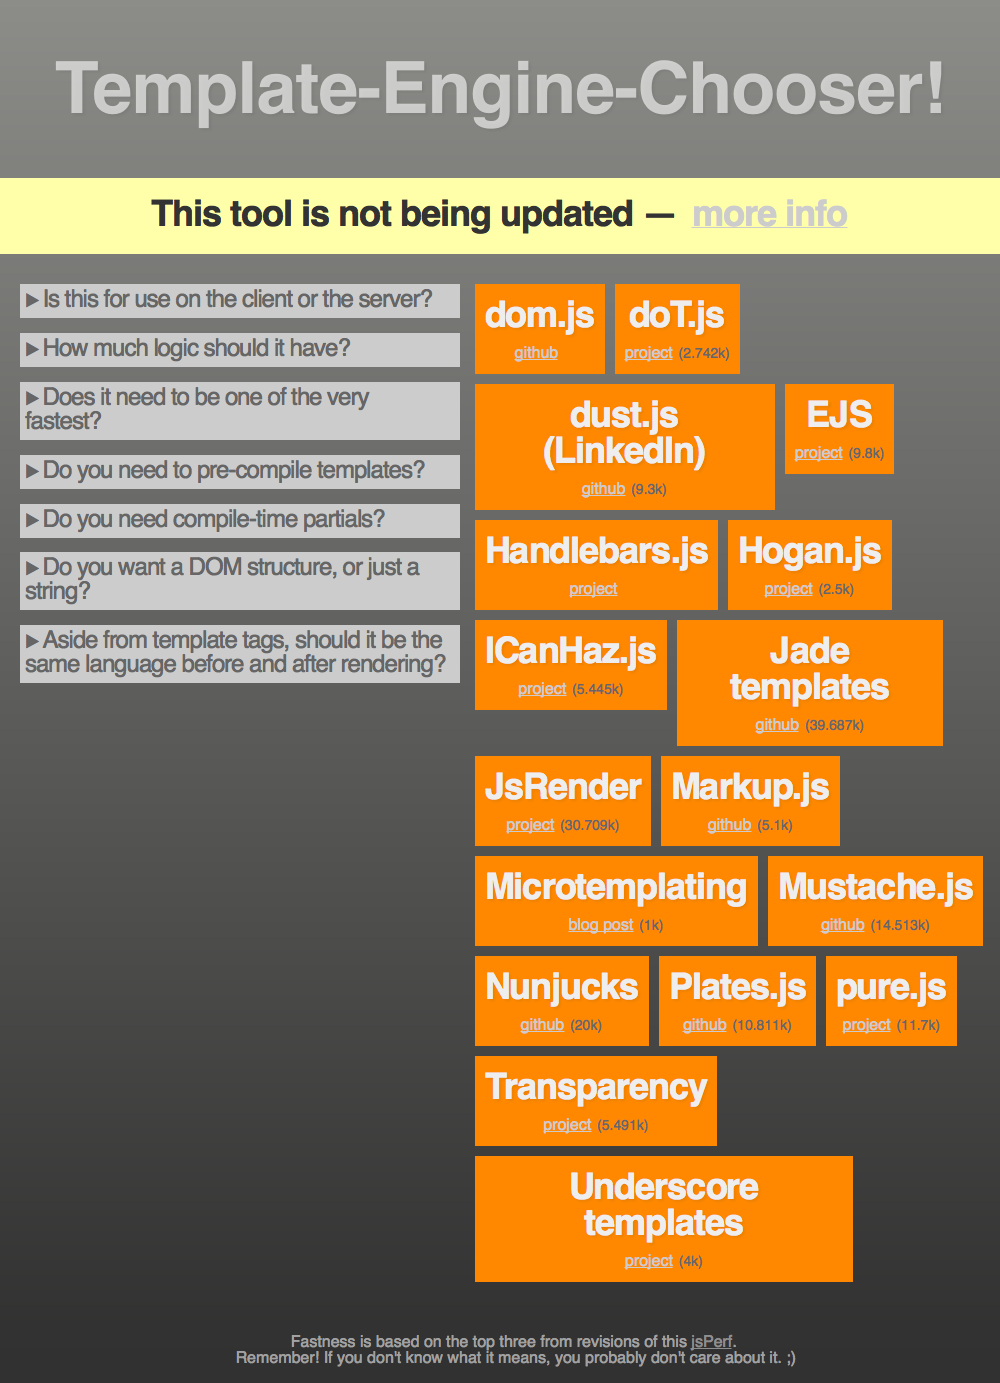 Template-Engine-Chooser!
This tool is not being updated — more info
▶ Is this for use on the client or the server?
▶ How much logic should it have?
▶ Does it need to be one of the very
fastest?
▶ Do you need to pre-compile templates?
▶ Do you need compile-time partials?
▶ Do you want a DOM structure, or just a
string?
▶ Aside from template tags, should it be the
same language before and after rendering?
dom.js
github
doT.js
project (2.742k)
dust.js
(LinkedIn)
github (9.3k)
EJS
project (9.8k)
Handlebars.js
project
Hogan.js
project (2.5k)
ICanHaz.js
project (5.445k)
Jade
templates
github (39.687k)
JsRender
project (30.709k)
Markup.js
github (5.1k)
Microtemplating
blog post (1k)
Mustache.js
github (14.513k)
Nunjucks
github (20k)
Plates.js
github (10.811k)
pure.js
project (11.7k)
Transparency
project (5.491k)
Underscore
templates
project (4k)
Fastness is based on the top three from revisions of this jsPerf.
Remember! If you don't know what it means, you probably don't care about it. ;)